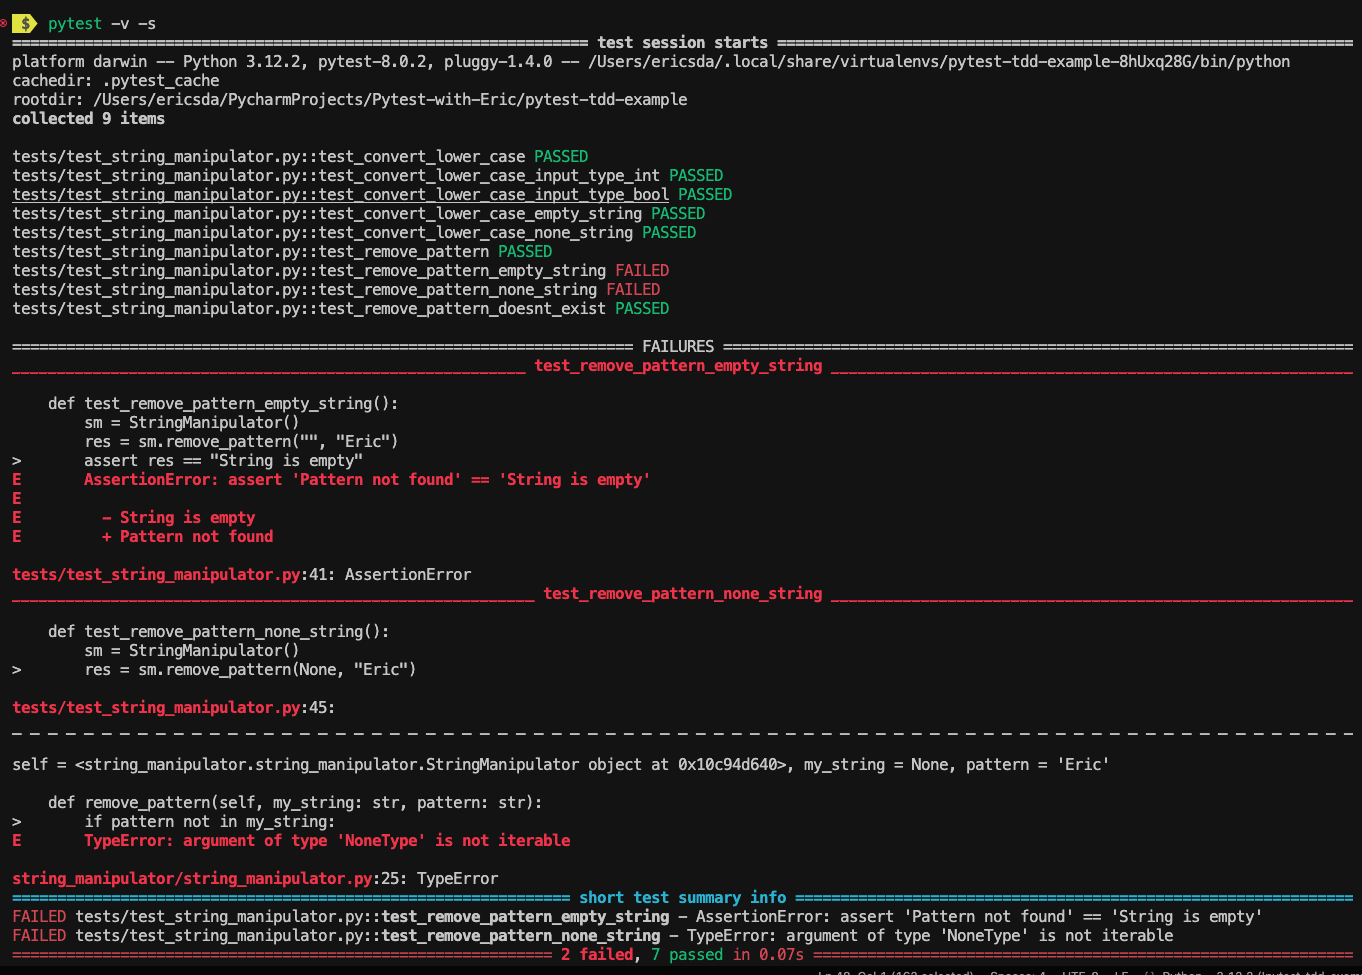 $ pytest -v -s
================================================================ test session starts ================================================================
platform darwin -- Python 3.12.2, pytest-8.0.2, pluggy-1.4.0 -- /Users/ericsda/.local/share/virtualenvs/pytest-tdd-example-8hUxq28G/bin/python
cachedir: .pytest_cache
rootdir: /Users/ericsda/PycharmProjects/Pytest-with-Eric/pytest-tdd-example
collected 9 items
tests/test_string_manipulator.py::test_convert_lower_case PASSED
tests/test_string_manipulator.py::test_convert_lower_case_input_type_int PASSED
tests/test_string_manipulator.py::test_convert_lower_case_input_type_bool PASSED
tests/test_string_manipulator.py::test_convert_lower_case_empty_string PASSED
tests/test_string_manipulator.py::test_convert_lower_case_none_string PASSED
tests/test_string_manipulator.py::test_remove_pattern PASSED
tests/test_string_manipulator.py::test_remove_pattern_empty_string FAILED
tests/test_string_manipulator.py::test_remove_pattern_none_string FAILED
tests/test_string_manipulator.py::test_remove_pattern_doesnt_exist PASSED
===================================================================== FAILURES ======================================================================
_________________________________________________________ test_remove_pattern_empty_string __________________________________________________________
    def test_remove_pattern_empty_string():
        sm = StringManipulator()
        res = sm.remove_pattern("", "Eric")
>       assert res == "String is empty"
E       AssertionError: assert 'Pattern not found' == 'String is empty'
E
E         - String is empty
E         + Pattern not found
tests/test_string_manipulator.py:41: AssertionError
__________________________________________________________ test_remove_pattern_none_string __________________________________________________________
    def test_remove_pattern_none_string():
        sm = StringManipulator()
>       res = sm.remove_pattern(None, "Eric")
tests/test_string_manipulator.py:45:
_ _ _ _ _ _ _ _ _ _ _ _ _ _ _ _ _ _ _ _ _ _ _ _ _ _ _ _ _ _ _ _ _ _ _ _ _ _ _ _ _ _ _ _ _ _ _ _ _ _ _ _ _ _ _ _ _ _ _ _ _ _ _ _ _ _ _ _ _ _ _ _ _ _ _
self = <string_manipulator.string_manipulator.StringManipulator object at 0x10c94d640>, my_string = None, pattern = 'Eric'
    def remove_pattern(self, my_string: str, pattern: str):
>       if pattern not in my_string:
E       TypeError: argument of type 'NoneType' is not iterable
string_manipulator/string_manipulator.py:25: TypeError
============================================================== short test summary info ==============================================================
FAILED tests/test_string_manipulator.py::test_remove_pattern_empty_string - AssertionError: assert 'Pattern not found' == 'String is empty'
FAILED tests/test_string_manipulator.py::test_remove_pattern_none_string - TypeError: argument of type 'NoneType' is not iterable
============================================================ 2 failed, 7 passed in 0.07s ============================================================